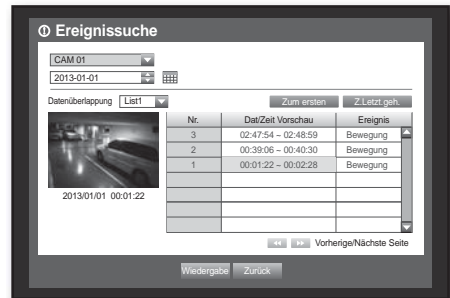 Ereignissuche
CAM 01
2013-01-01
Datenüberlappung List1 Zum ersten Z.Letzt.geh.
Nr. Dat/Zeit Vorschau Ereignis
3 02:47:54 ~ 02:48:59 Bewegung
2 00:39:06 ~ 00:40:30 Bewegung
1 00:01:22 ~ 00:02:28 Bewegung
2013/01/01 00:01:22
Vorherige/Nächste Seite
Wiedergabe Zurück